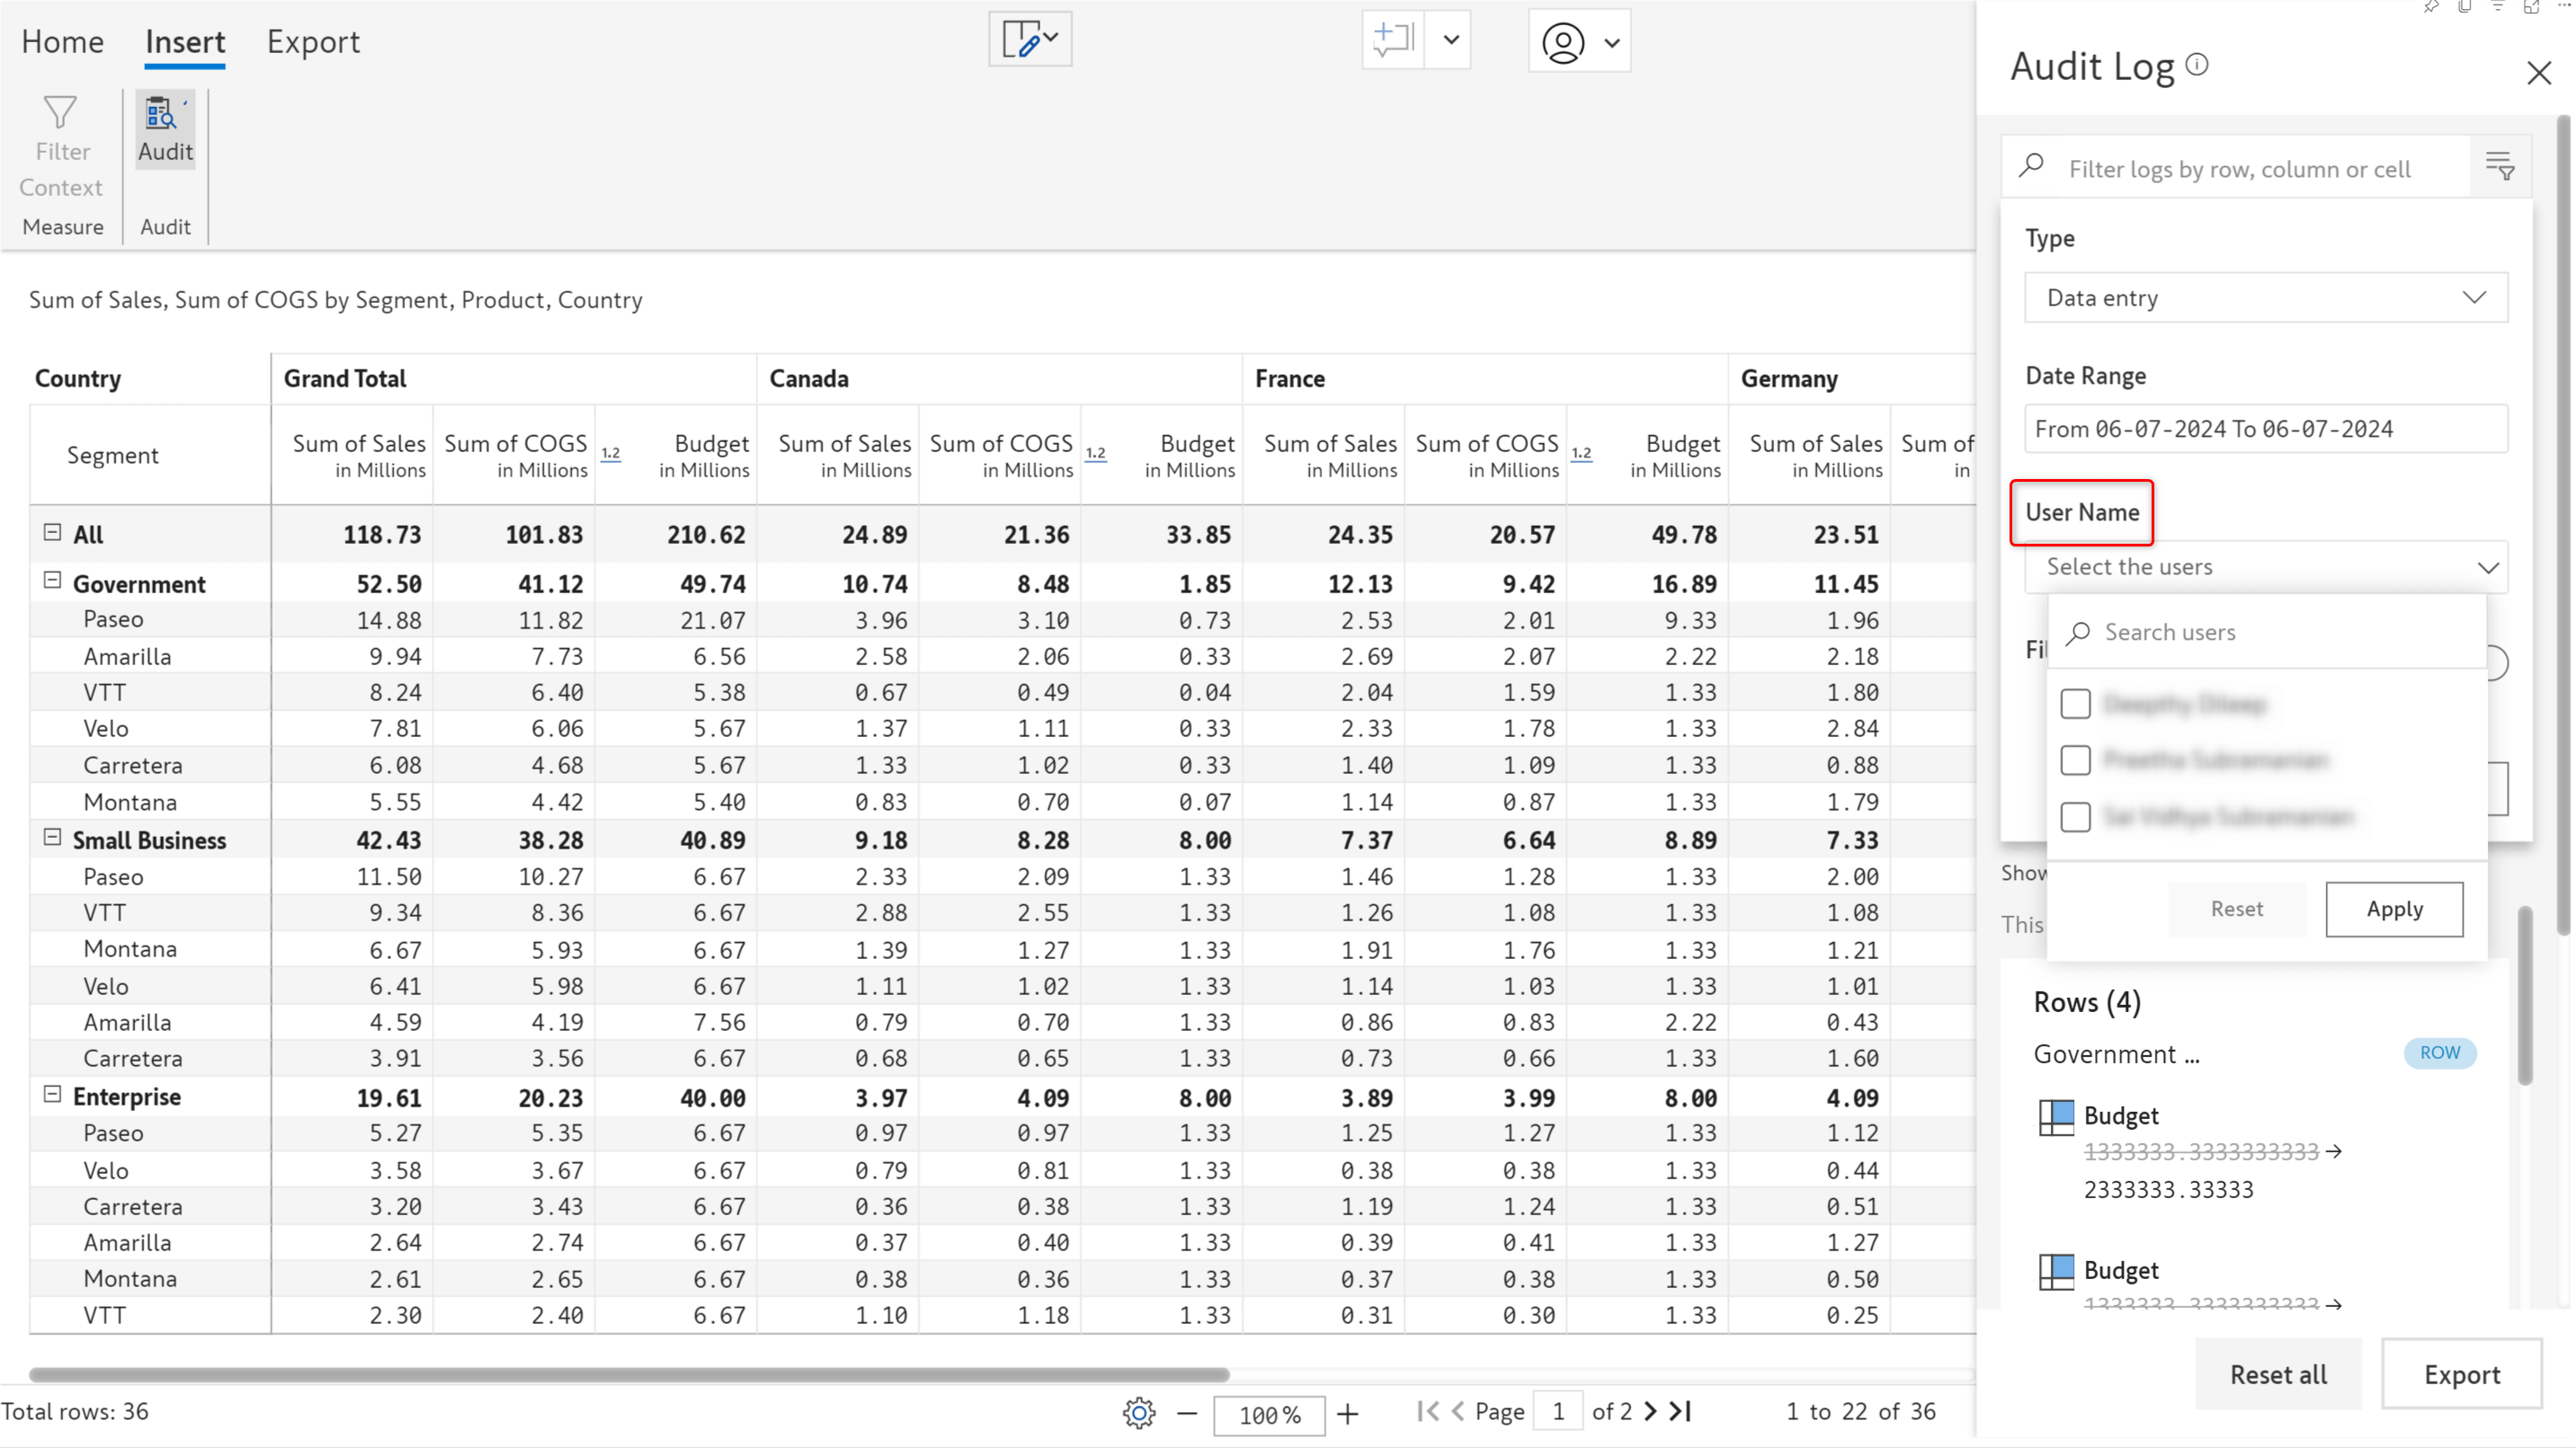 Home Insert Export
Filter Context
Audit
Measure
Audit
Sum of Sales, Sum of COGS by Segment, Product, Country
Country Grand Total Canada France Germany
Segment Sum of Sales in Millions Sum of COGS in Millions 1.2 Budget in Millions Sum of Sales in Millions Sum of COGS in Millions 1.2 Budget in Millions Sum of Sales in Millions Sum of COGS in Millions 1.2 Budget in Millions Sum of Sales in Millions Sum of in
All 118.73 101.83 210.62 24.89 21.36 33.85 24.35 20.57 49.78 23.51
Government 52.50 41.12 49.74 10.74 8.48 1.85 12.13 9.42 16.89 11.45
Paseo 14.88 11.82 21.07 3.96 3.10 0.73 2.53 2.01 9.33 1.96
Amarilla 9.94 7.73 6.56 2.58 2.06 0.33 2.69 2.07 2.22 2.18
VTT 8.24 6.40 5.38 0.67 0.49 0.04 2.04 1.59 1.33 1.80
Velo 7.81 6.06 5.67 1.37 1.11 0.33 2.33 1.78 1.33 2.84
Carretera 6.08 4.68 5.67 1.33 1.02 0.33 1.40 1.09 1.33 0.88
Montana 5.55 4.42 5.40 0.83 0.70 0.07 1.14 0.87 1.33 1.79
Small Business 42.43 38.28 40.89 9.18 8.28 8.00 7.37 6.64 8.89 7.33
Paseo 11.50 10.27 6.67 2.33 2.09 1.33 1.46 1.28 1.33 2.00
VTT 9.34 8.36 6.67 2.88 2.55 1.33 1.26 1.08 1.33 1.08
Montana 6.67 5.93 6.67 1.39 1.27 1.33 1.91 1.76 1.33 1.21
Velo 6.41 5.98 6.67 1.11 1.02 1.33 1.14 1.03 1.33 1.01
Amarilla 4.59 4.19 7.56 0.79 0.70 1.33 0.86 0.83 2.22 0.43
Carretera 3.91 3.56 6.67 0.68 0.65 1.33 0.73 0.66 1.33 1.60
Enterprise 19.61 20.23 40.00 3.97 4.09 8.00 3.89 3.99 8.00 4.09
Paseo 5.27 5.35 6.67 0.97 0.97 1.33 1.25 1.27 1.33 1.12
Velo 3.58 3.67 6.67 0.79 0.81 1.33 0.38 0.38 1.33 0.44
Carretera 3.20 3.43 6.67 0.36 0.38 1.33 1.19 1.24 1.33 0.51
Amarilla 2.64 2.74 6.67 0.37 0.40 1.33 0.39 0.41 1.33 1.27
Montana 2.61 2.65 6.67 0.38 0.36 1.33 0.37 0.38 1.33 0.50
VTT 2.30 2.40 6.67 1.10 1.18 1.33 0.31 0.30 1.33 0.25
Total rows: 36
100%
Page 1 of 2
1 to 22 of 36
Audit Log
Filter logs by row, column or cell
Type
Data entry
Date Range
From 06-07-2024 To 06-07-2024
User Name
Select the users
Search users
Show
Reset Apply
This
Rows (4)
Government ... ROW
Budget
1333333.3333333333 →
2333333.33333
Budget
1333333.3333333333 →
Reset all Export